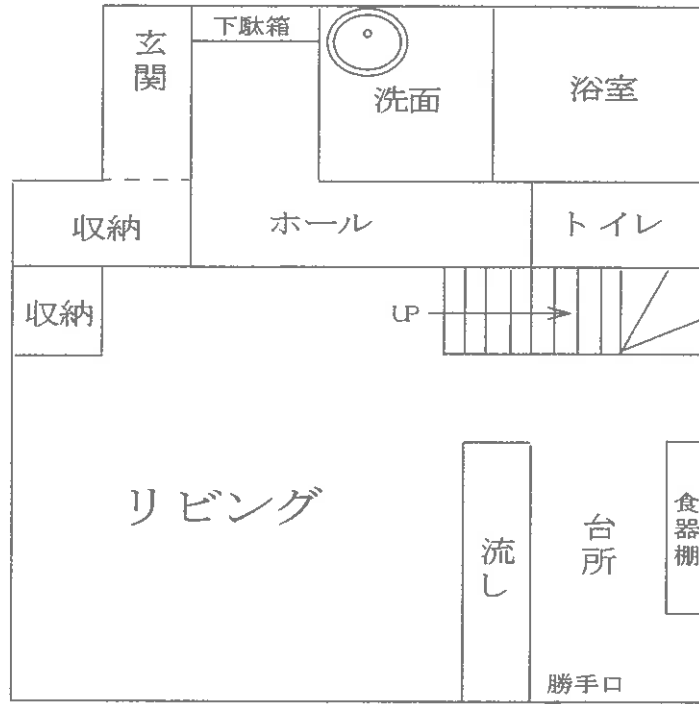 玄関
下駄箱
洗面
浴室
収納
ホール
トイレ
収納
UP
リビング
流し
台所
食器棚
勝手口